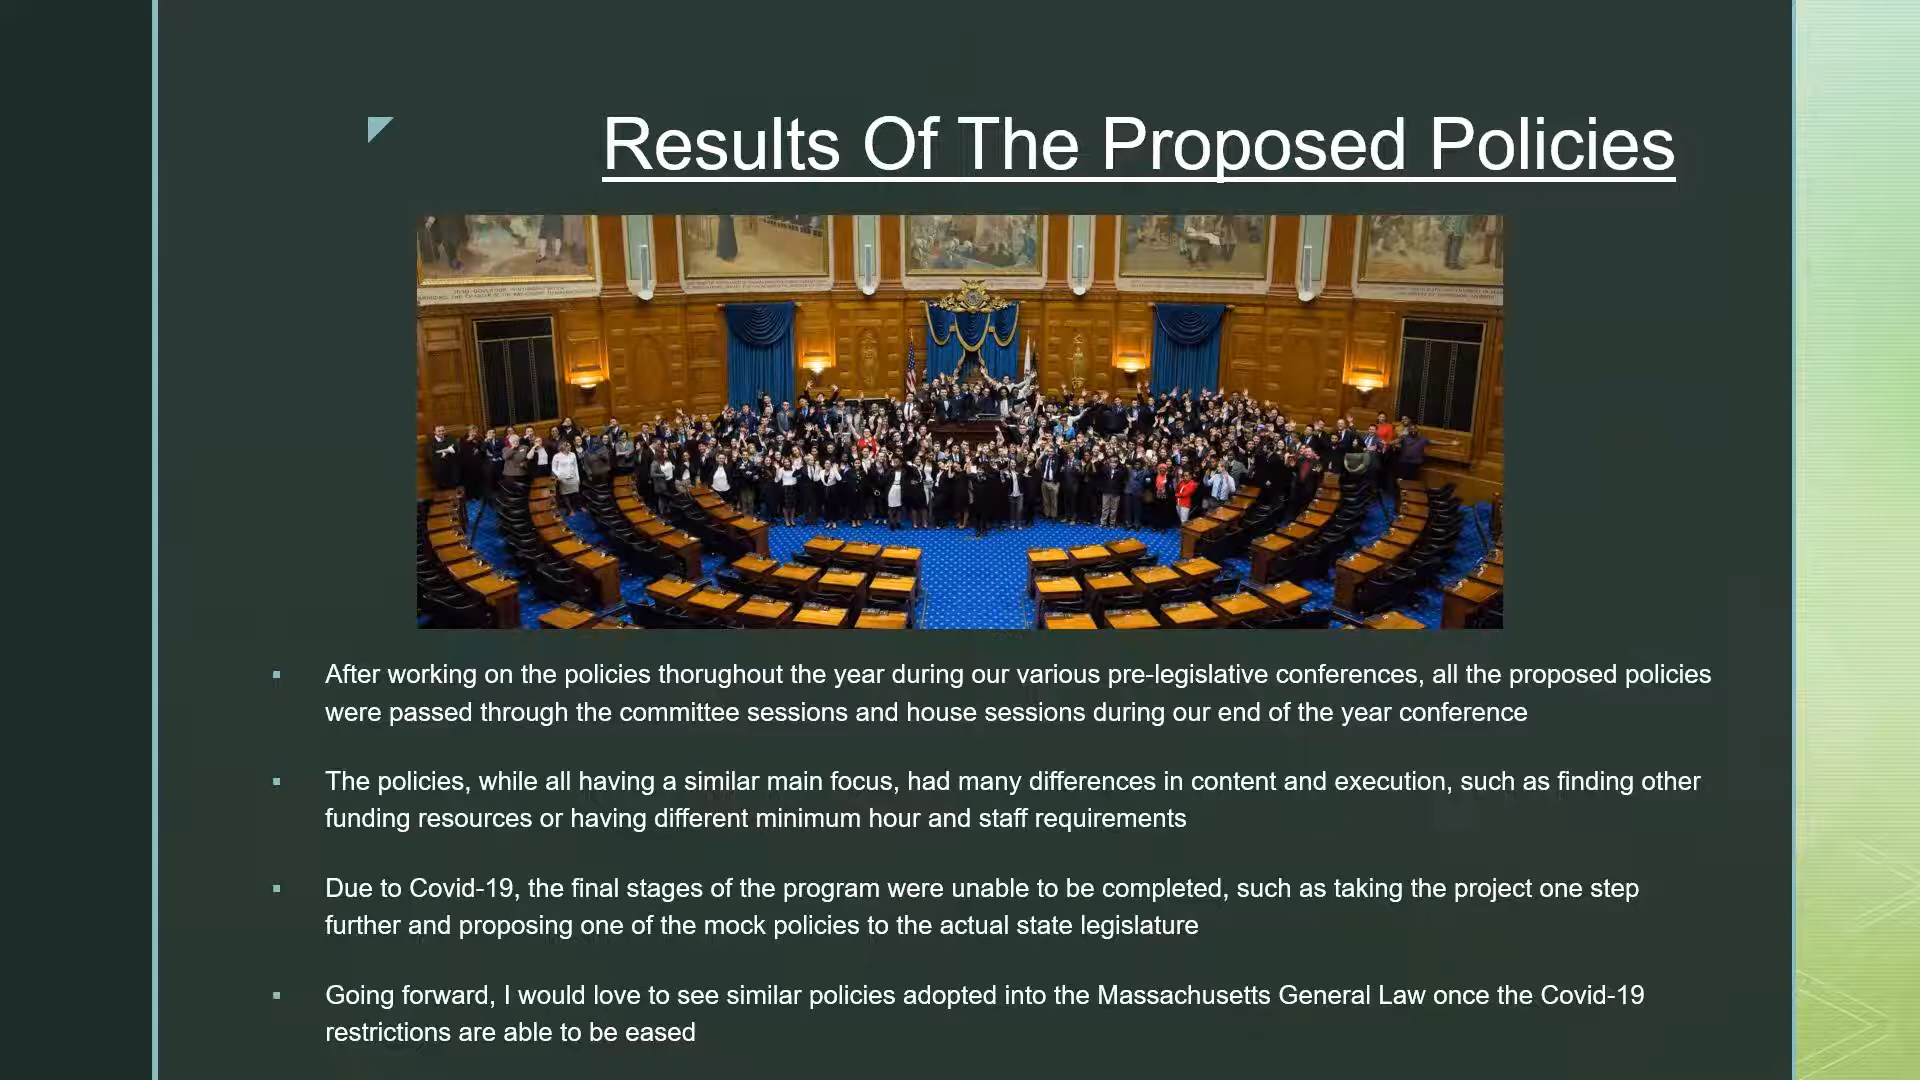 Results Of The Proposed Policies
▪ After working on the policies thorughout the year during our various pre-legislative conferences, all the proposed policies
were passed through the committee sessions and house sessions during our end of the year conference
▪ The policies, while all having a similar main focus, had many differences in content and execution, such as finding other
funding resources or having different minimum hour and staff requirements
▪ Due to Covid-19, the final stages of the program were unable to be completed, such as taking the project one step
further and proposing one of the mock policies to the actual state legislature
▪ Going forward, I would love to see similar policies adopted into the Massachusetts General Law once the Covid-19
restrictions are able to be eased